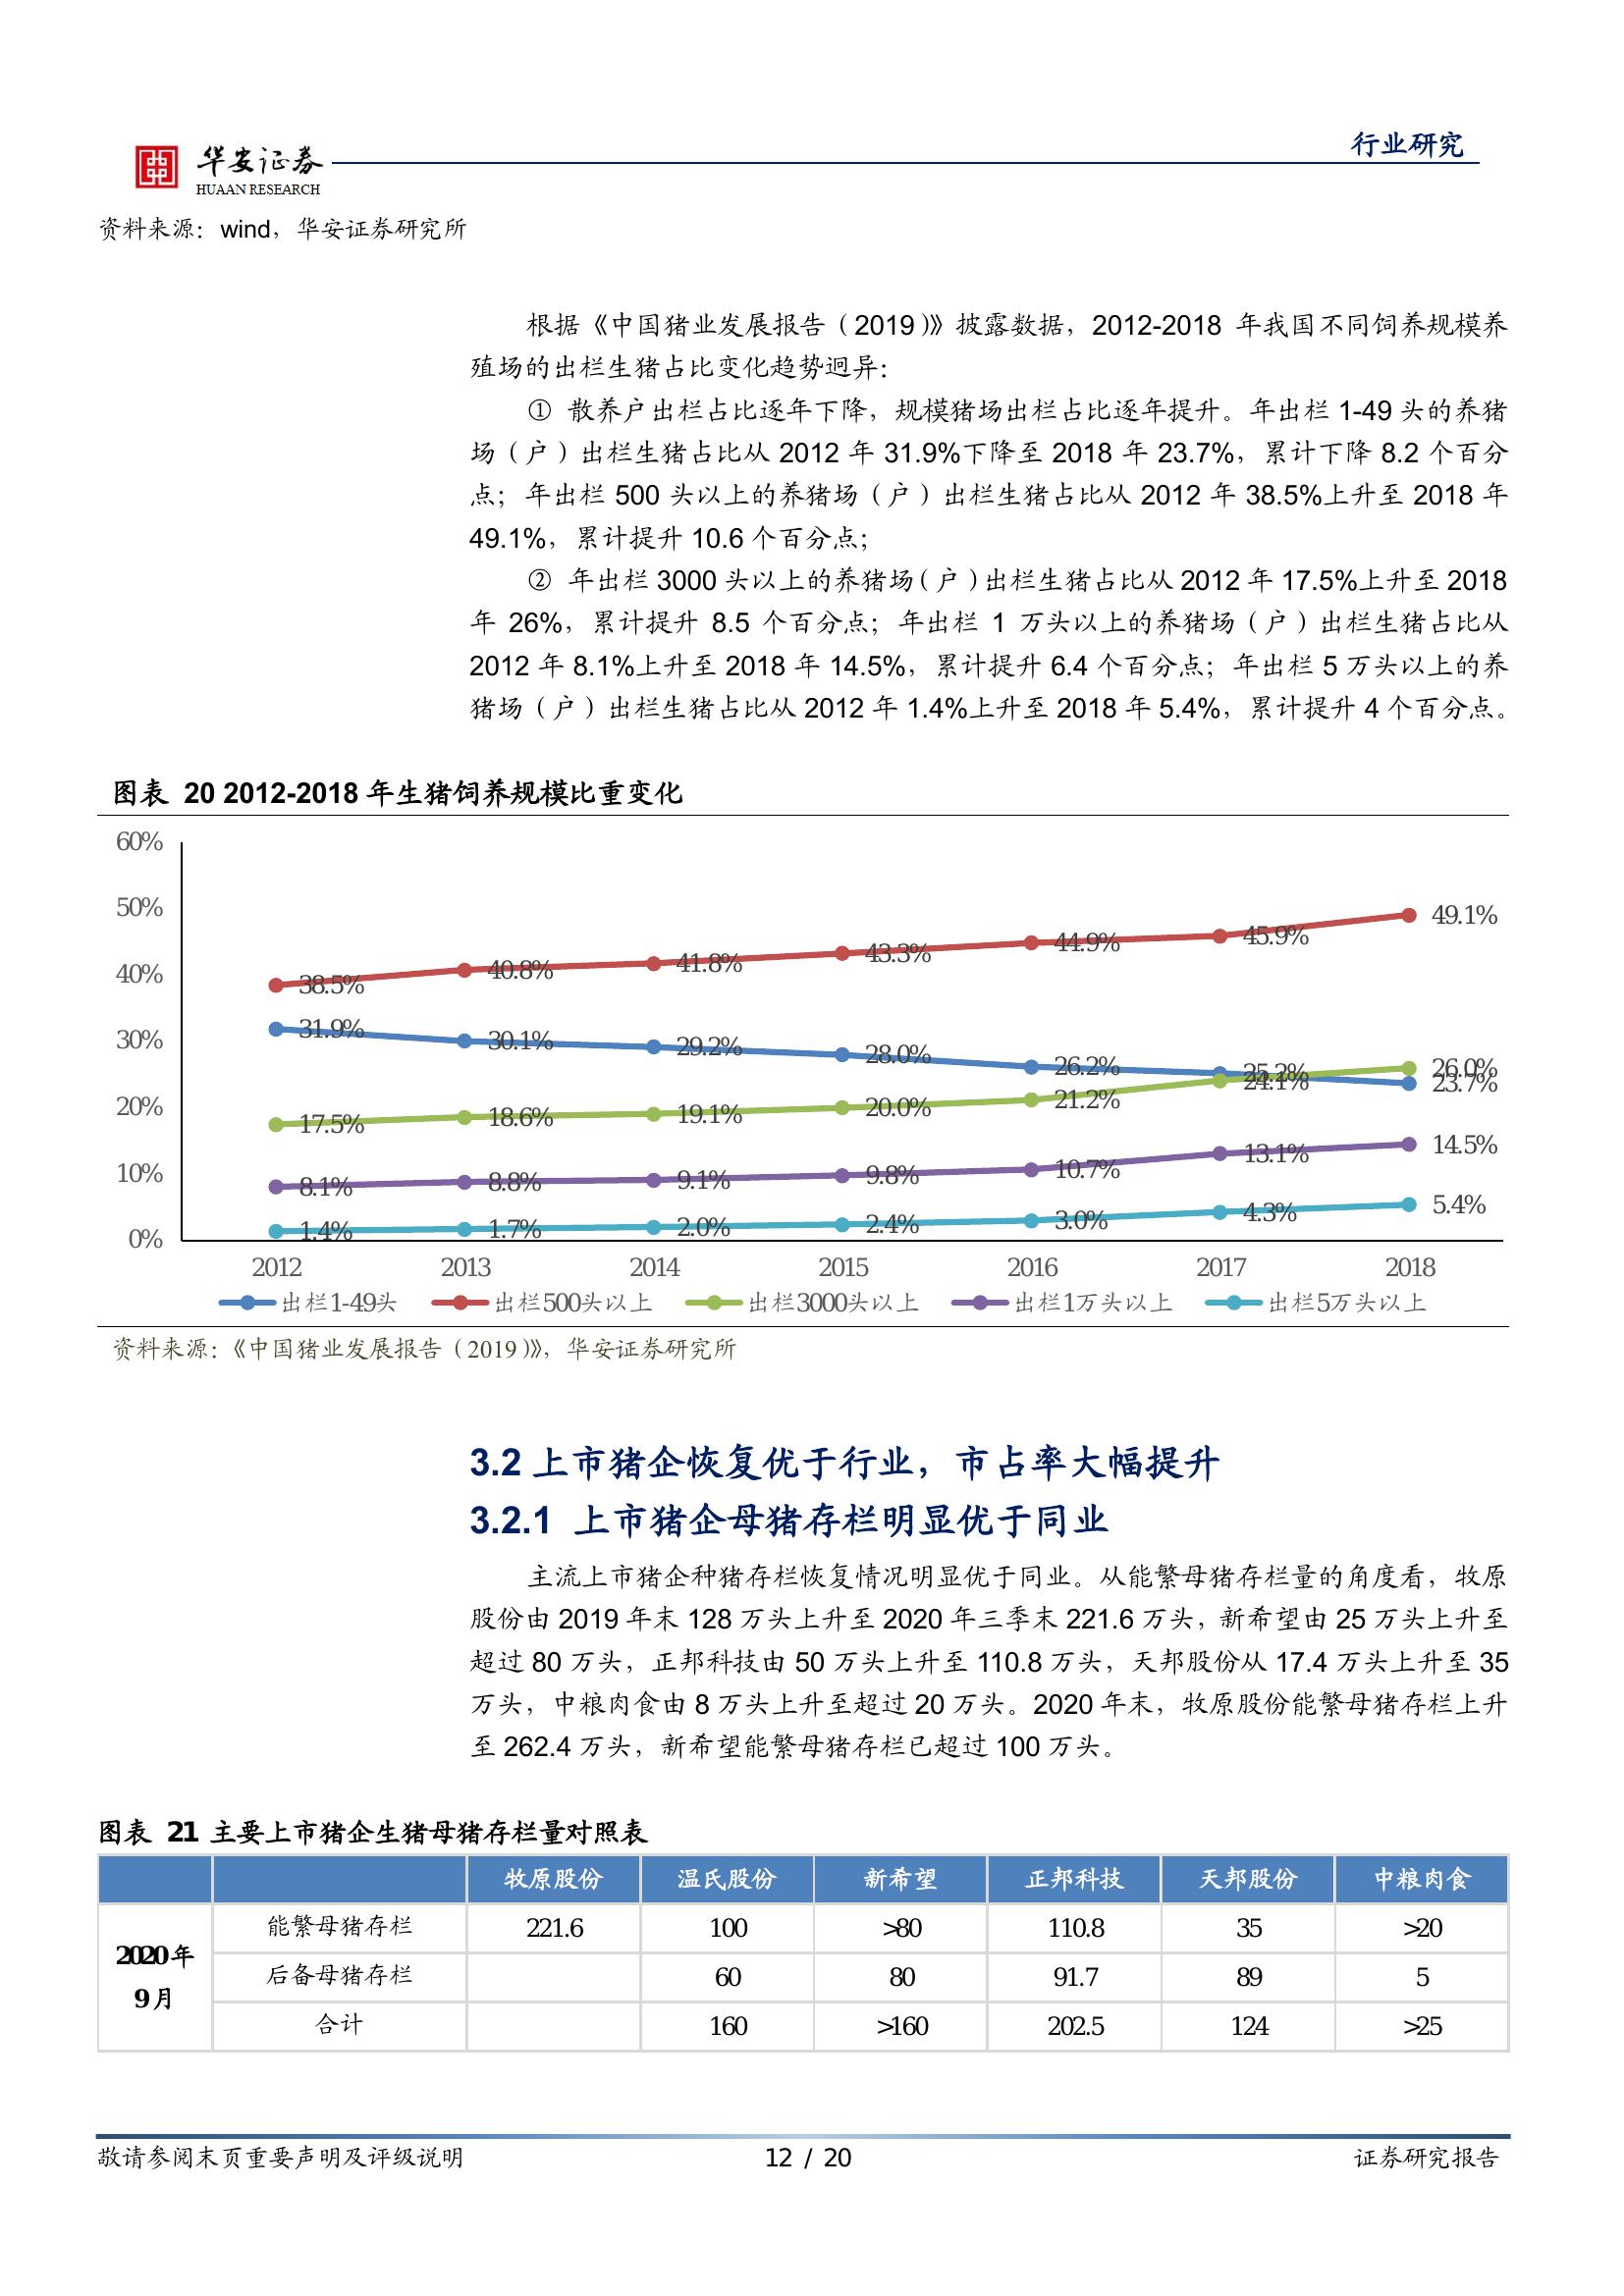 行业研究
华安证券
HUAAN RESEARCH
资料来源：wind，华安证券研究所
根据《中国猪业发展报告（2019）》披露数据，2012-2018 年我国不同饲养规模养
殖场的出栏生猪占比变化趋势迥异：
① 散养户出栏占比逐年下降，规模猪场出栏占比逐年提升。年出栏 1-49 头的养猪
场（户）出栏生猪占比从 2012 年 31.9%下降至 2018 年 23.7%，累计下降 8.2 个百分
点；年出栏 500 头以上的养猪场（户）出栏生猪占比从 2012 年 38.5%上升至 2018 年
49.1%，累计提升 10.6 个百分点；
② 年出栏 3000 头以上的养猪场（户）出栏生猪占比从 2012 年 17.5%上升至 2018
年 26%，累计提升 8.5 个百分点；年出栏 1 万头以上的养猪场（户）出栏生猪占比从
2012 年 8.1%上升至 2018 年 14.5%，累计提升 6.4 个百分点；年出栏 5 万头以上的养
猪场（户）出栏生猪占比从 2012 年 1.4%上升至 2018 年 5.4%，累计提升 4 个百分点。
图表 20 2012-2018 年生猪饲养规模比重变化
60%
50%
40%
30%
20%
10%
0%
38.5% 40.8% 41.8% 43.3% 44.9% 45.9% 49.1%
31.9% 30.1% 29.2% 28.0% 26.2% 25.2% 23.7%
17.5% 18.6% 19.1% 20.0% 21.2% 24.1% 26.0%
8.1% 8.8% 9.1% 9.8% 10.7% 13.1% 14.5%
1.4% 1.7% 2.0% 2.4% 3.0% 4.3% 5.4%
2012 2013 2014 2015 2016 2017 2018
出栏1-49头 出栏500头以上 出栏3000头以上 出栏1万头以上 出栏5万头以上
资料来源：《中国猪业发展报告（2019）》，华安证券研究所
3.2 上市猪企恢复优于行业，市占率大幅提升
3.2.1 上市猪企母猪存栏明显优于同业
主流上市猪企种猪存栏恢复情况明显优于同业。从能繁母猪存栏量的角度看，牧原
股份由 2019 年末 128 万头上升至 2020 年三季末 221.6 万头，新希望由 25 万头上升至
超过 80 万头，正邦科技由 50 万头上升至 110.8 万头，天邦股份从 17.4 万头上升至 35
万头，中粮肉食由 8 万头上升至超过 20 万头。2020 年末，牧原股份能繁母猪存栏上升
至 262.4 万头，新希望能繁母猪存栏已超过 100 万头。
图表 21 主要上市猪企生猪母猪存栏量对照表
牧原股份 温氏股份 新希望 正邦科技 天邦股份 中粮肉食
2020 年
9 月
能繁母猪存栏 221.6 100 >80 110.8 35 >20
后备母猪存栏 60 80 91.7 89 5
合计 160 >160 202.5 124 >25
敬请参阅末页重要声明及评级说明 12 / 20 证券研究报告